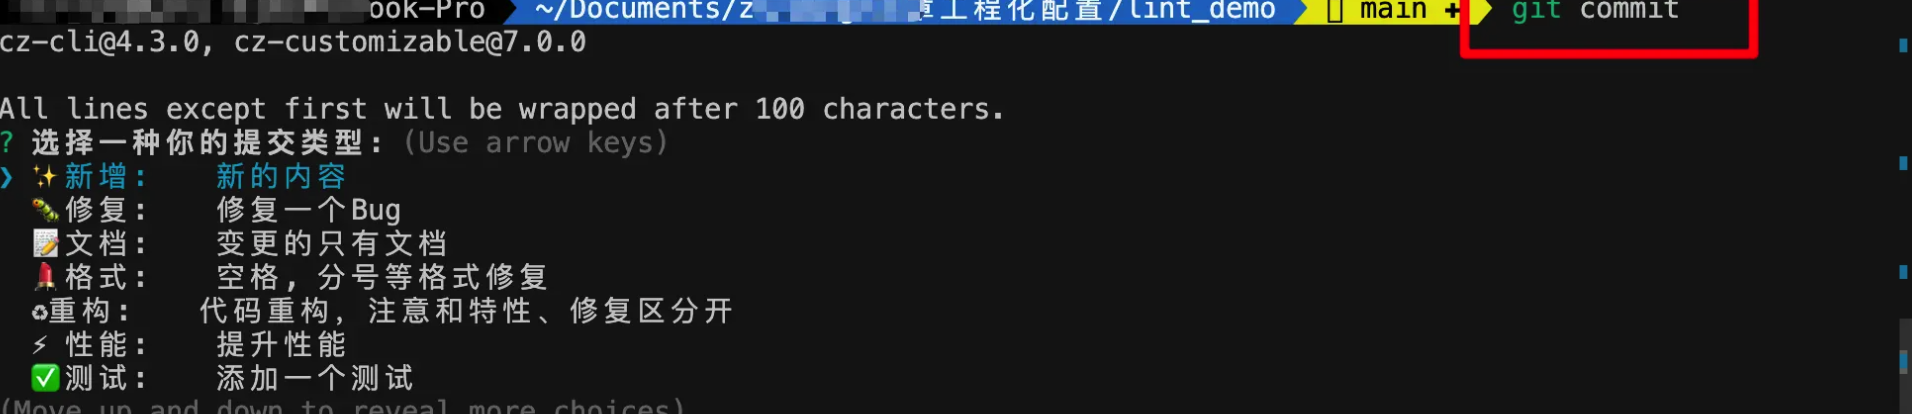 ook-Pro ~/Documents/z 工程化配置/lint_demo main + git commit
cz-cli@4.3.0, cz-customizable@7.0.0
All lines except first will be wrapped after 100 characters.
? 选择一种你的提交类型: (Use arrow keys)
❯ ✨新增: 新的内容
🐛修复: 修复一个Bug
📝文档: 变更的只有文档
💄格式: 空格, 分号等格式修复
♻重构: 代码重构，注意和特性、修复区分开
⚡ 性能: 提升性能
✅测试: 添加一个测试
(Move up and down to reveal more choices)